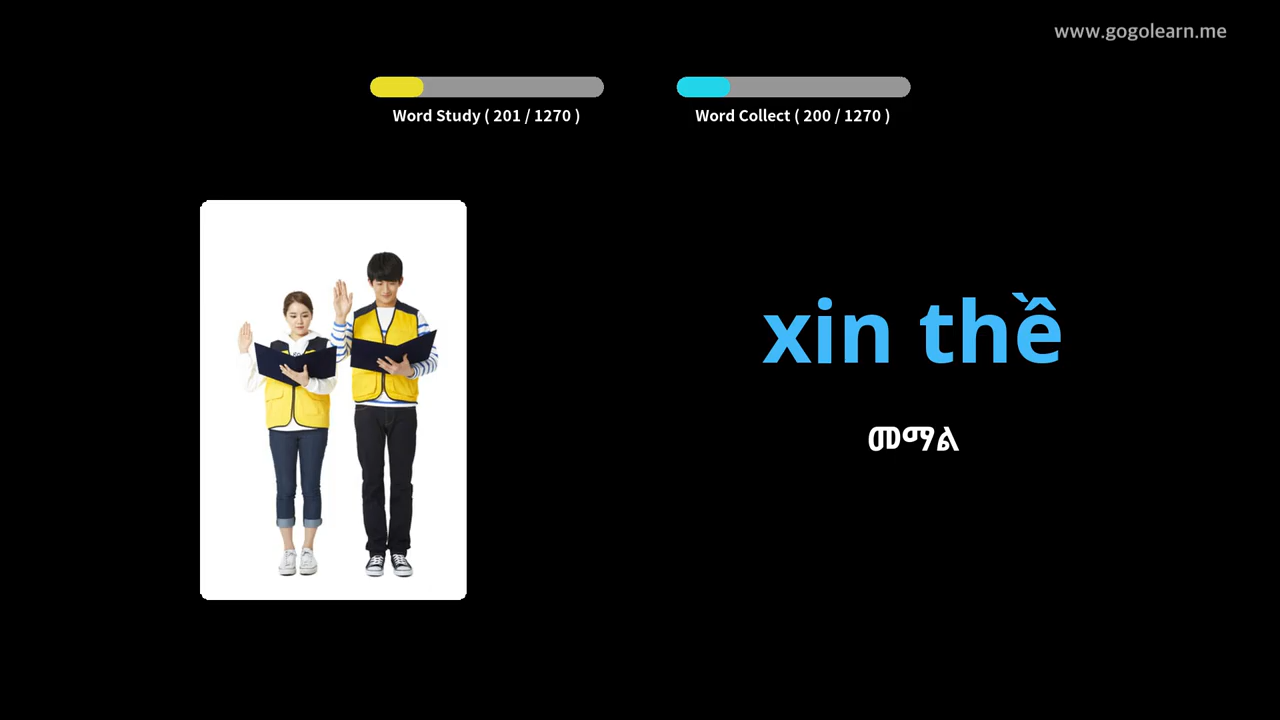 www.gogolearn.me
Word Study ( 201 / 1270 )
Word Collect ( 200 / 1270 )
xin thề
መማል